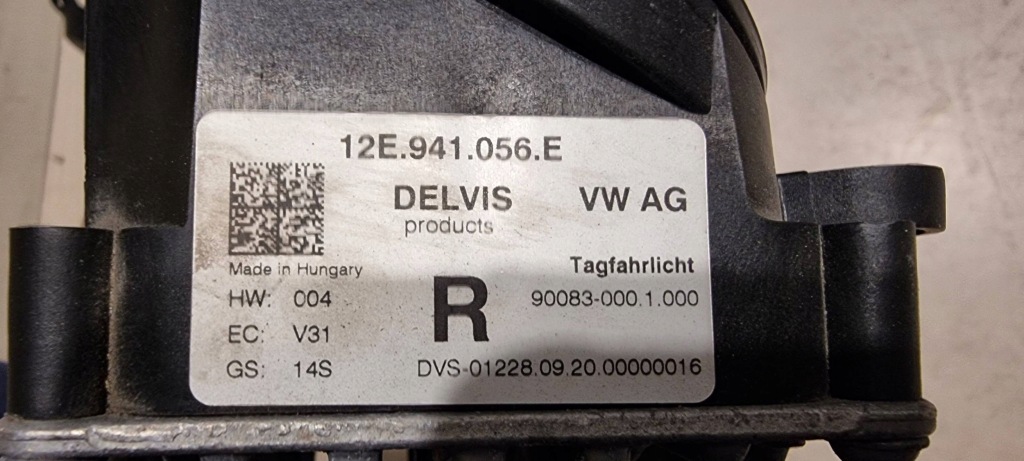 12E.941.056.E
DELVIS VW AG
products
Made in Hungary
Tagfahrlicht
HW: 004
R
90083-000.1.000
EC: V31
GS: 14S
DVS-01228.09.20.00000016